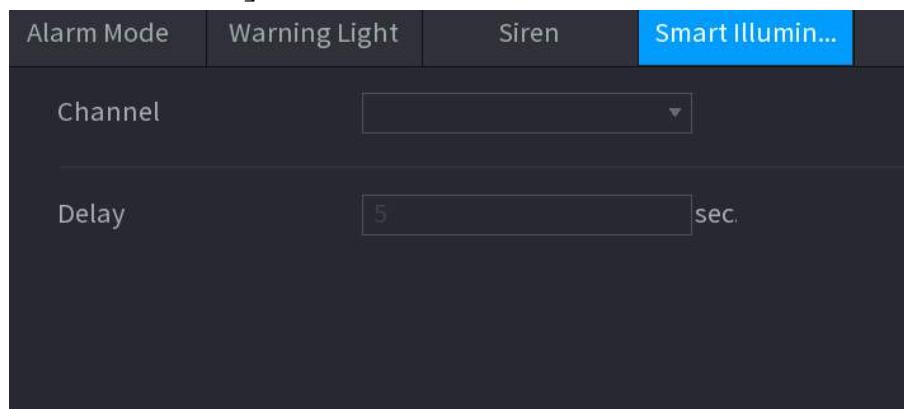 Alarm Mode Warning Light Siren Smart Illumin...
Channel
Delay 5 sec.